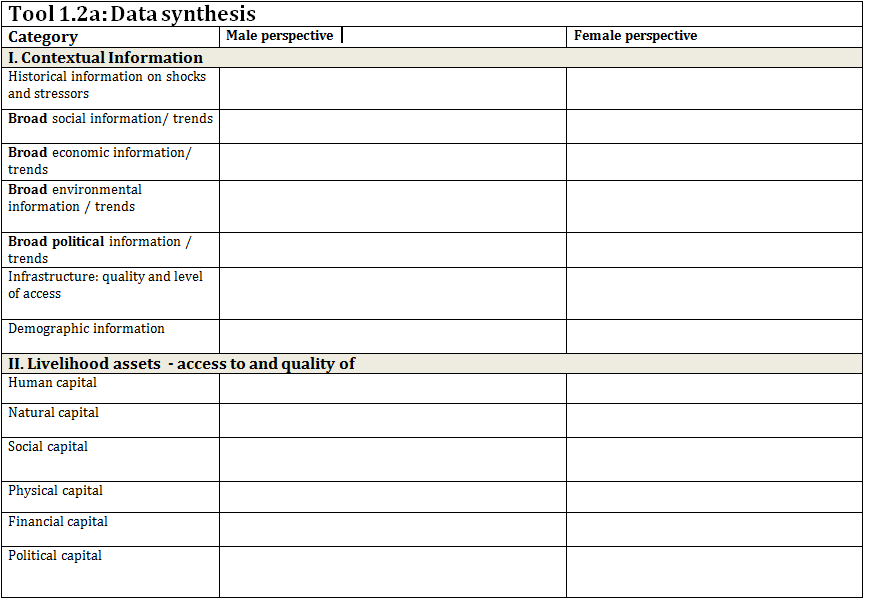 Tool 1.2a: Data synthesis
Category Male perspective Female perspective
I. Contextual Information
Historical information on shocks
and stressors
Broad social information/ trends
Broad economic information/
trends
Broad environmental
information / trends
Broad political information /
trends
Infrastructure: quality and level
of access
Demographic information
II. Livelihood assets - access to and quality of
Human capital
Natural capital
Social capital
Physical capital
Financial capital
Political capital